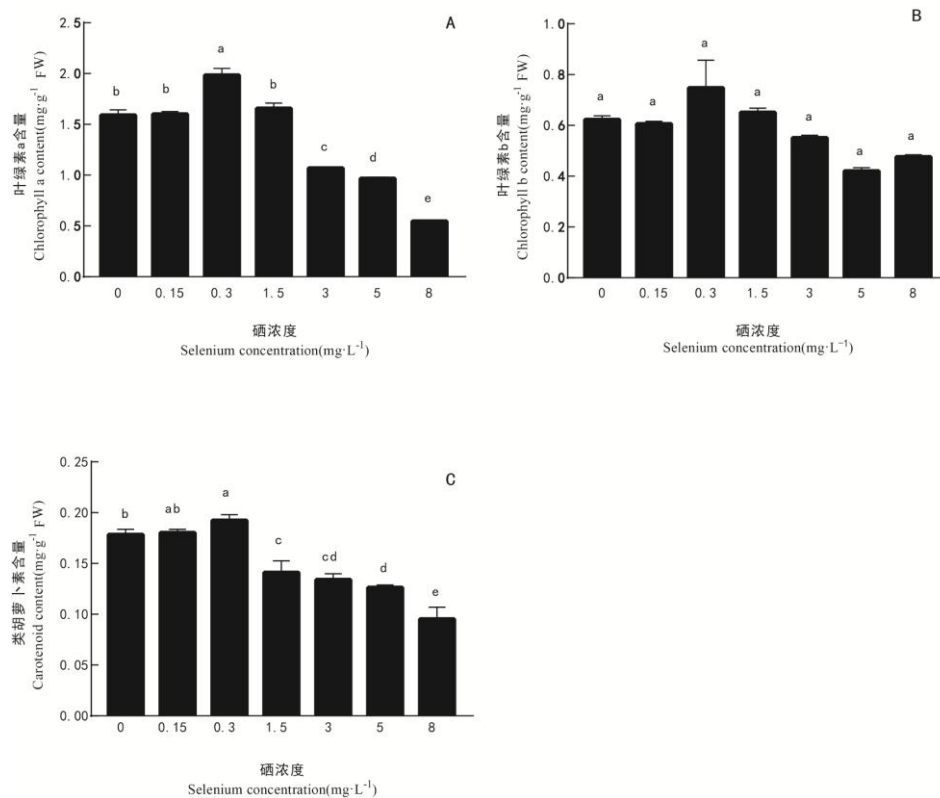 A
叶绿素a含量
Chlorophyll a content(mg·g⁻¹ FW)
2.5
2.0
1.5
1.0
0.5
0.0
b
b
a
b
c
d
e
0 0.15 0.3 1.5 3 5 8
硒浓度
Selenium concentration(mg·L⁻¹)
B
叶绿素b含量
Chlorophyll b content(mg·g⁻¹ FW)
1.0
0.8
0.6
0.4
0.2
0.0
a
a
a
a
a
a
a
0 0.15 0.3 1.5 3 5 8
硒浓度
Selenium concentration(mg·L⁻¹)
C
类胡萝卜素含量
Carotenoid content(mg·g⁻¹ FW)
0.25
0.20
0.15
0.10
0.05
0.00
b
ab
a
c
cd
d
e
0 0.15 0.3 1.5 3 5 8
硒浓度
Selenium concentration(mg·L⁻¹)